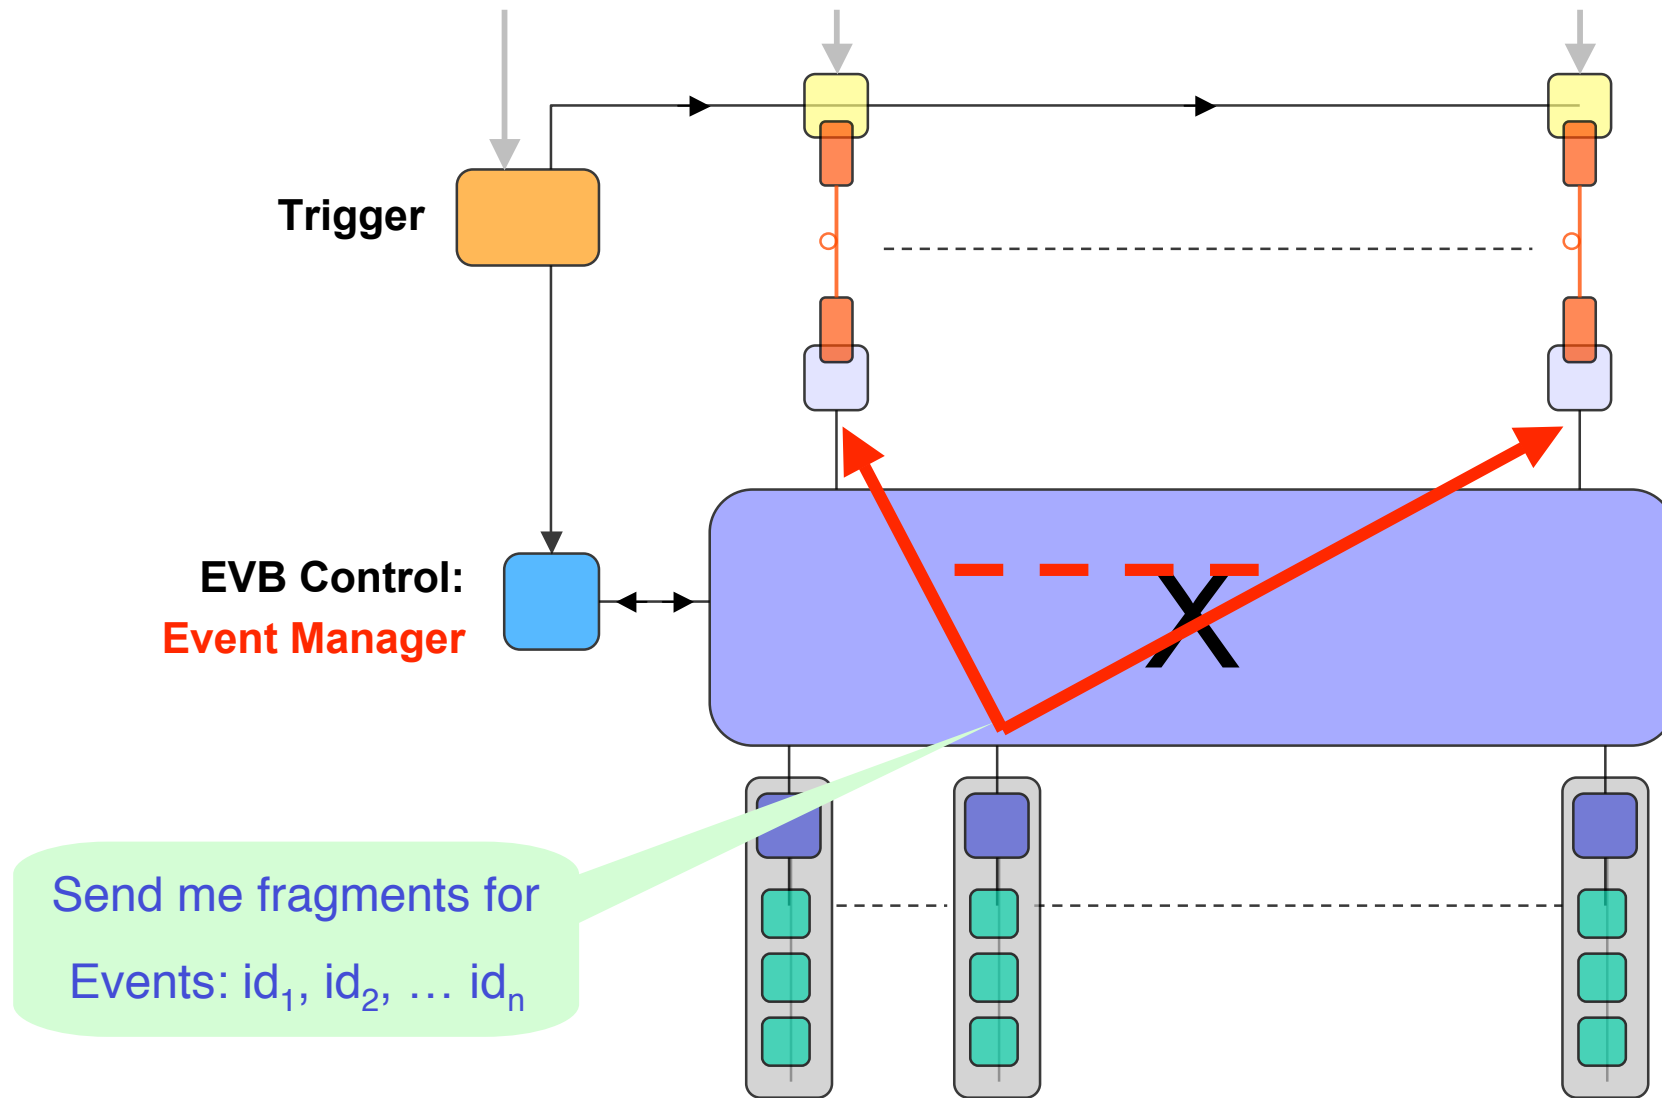 Trigger
EVB Control:
Event Manager
X
Send me fragments for
Events: id₁, id₂, … idₙ